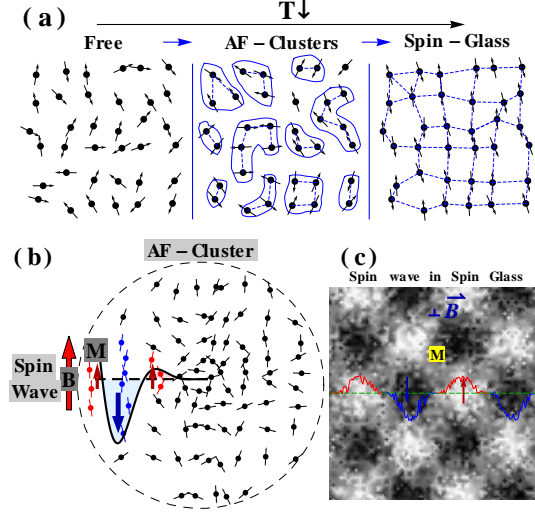 T↓
(a)
Free → AF – Clusters → Spin – Glass
(b)
AF – Cluster
Spin
Wave
B
M
(c)
Spin wave in Spin Glass
⊥ B⃗
M